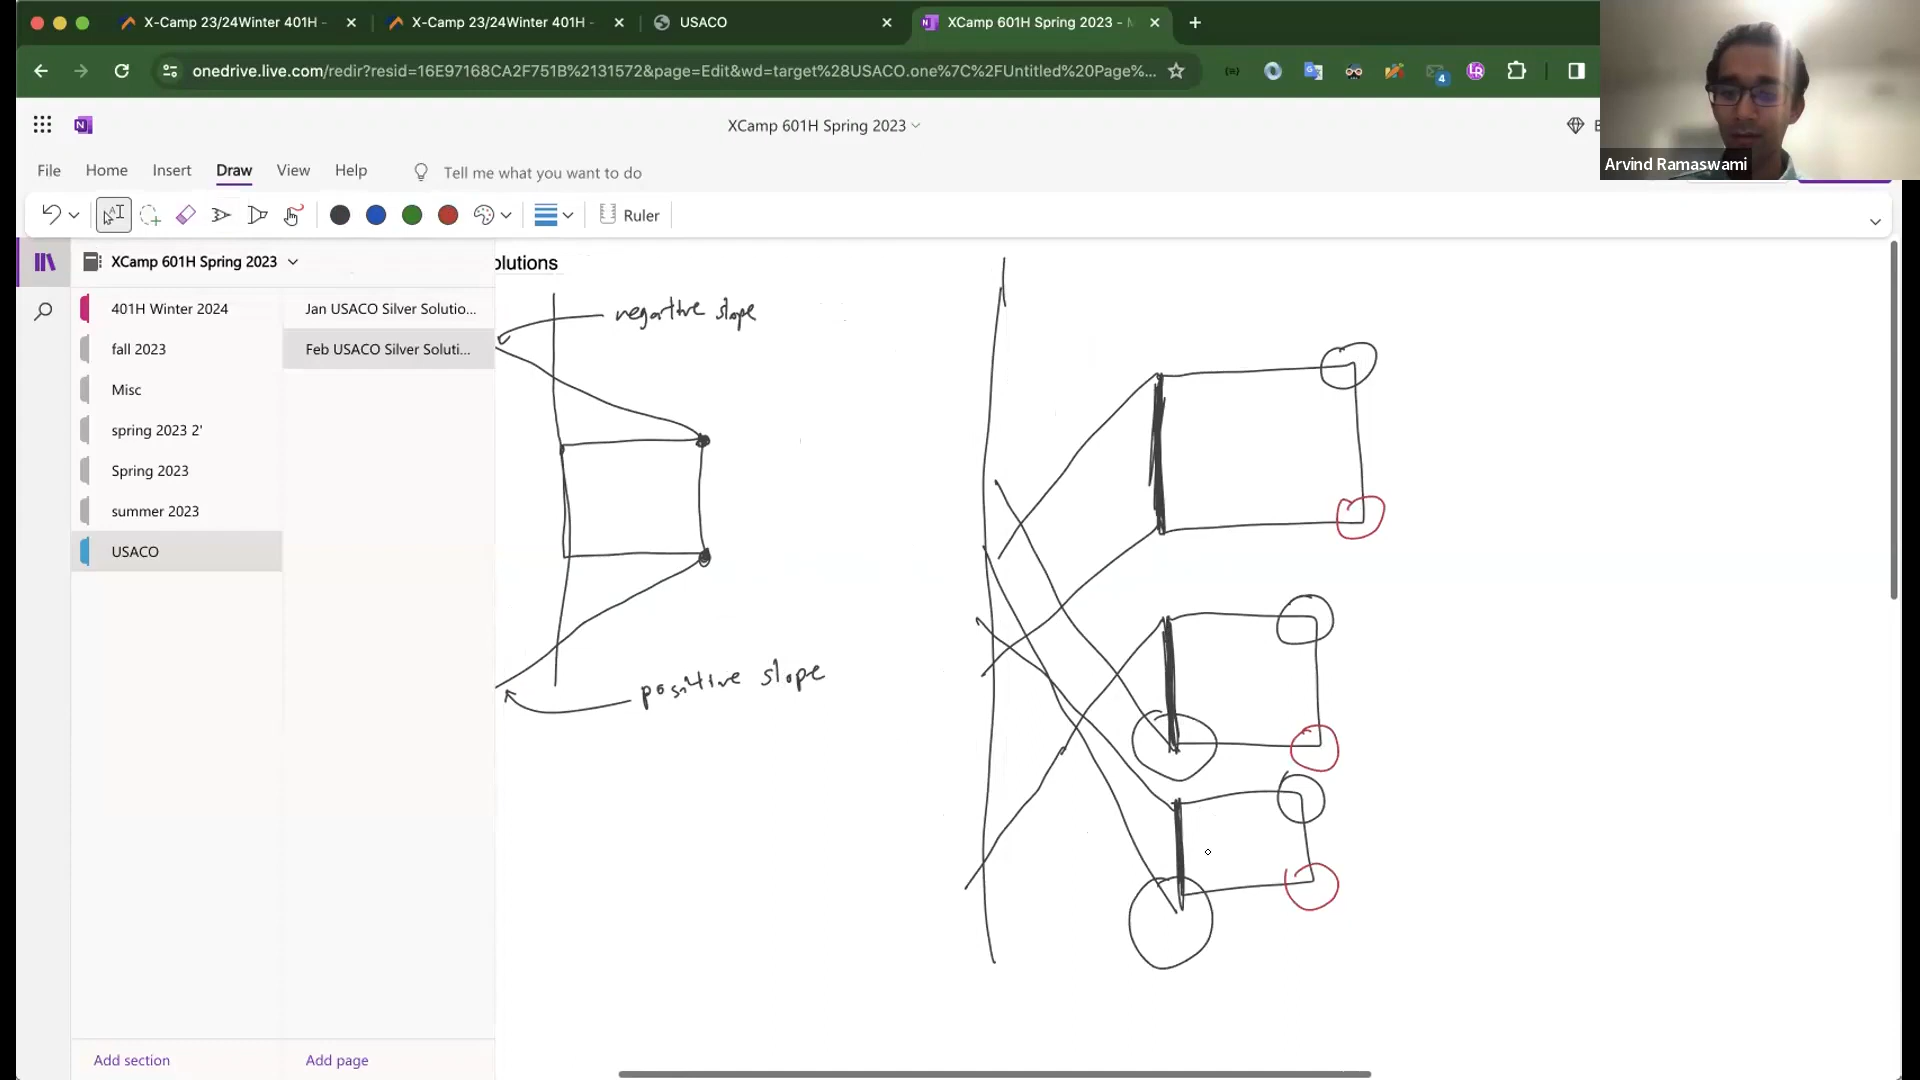 X-Camp 23/24Winter 401H -
X-Camp 23/24Winter 401H -
USACO
XCamp 601H Spring 2023 -
onedrive.live.com/redir?resid=16E97168CA2F751B%2131572&page=Edit&wd=target%28USACO.one%7C%2FUntitled%20Page%...
4
LR
Arvind Ramaswami
N
XCamp 601H Spring 2023
File
Home
Insert
Draw
View
Help
Tell me what you want to do
Ruler
XCamp 601H Spring 2023
401H Winter 2024
fall 2023
Misc
spring 2023 2'
Spring 2023
summer 2023
USACO
Jan USACO Silver Solutio...
Feb USACO Silver Soluti...
olutions
negative slope
positive slope
Add section
Add page